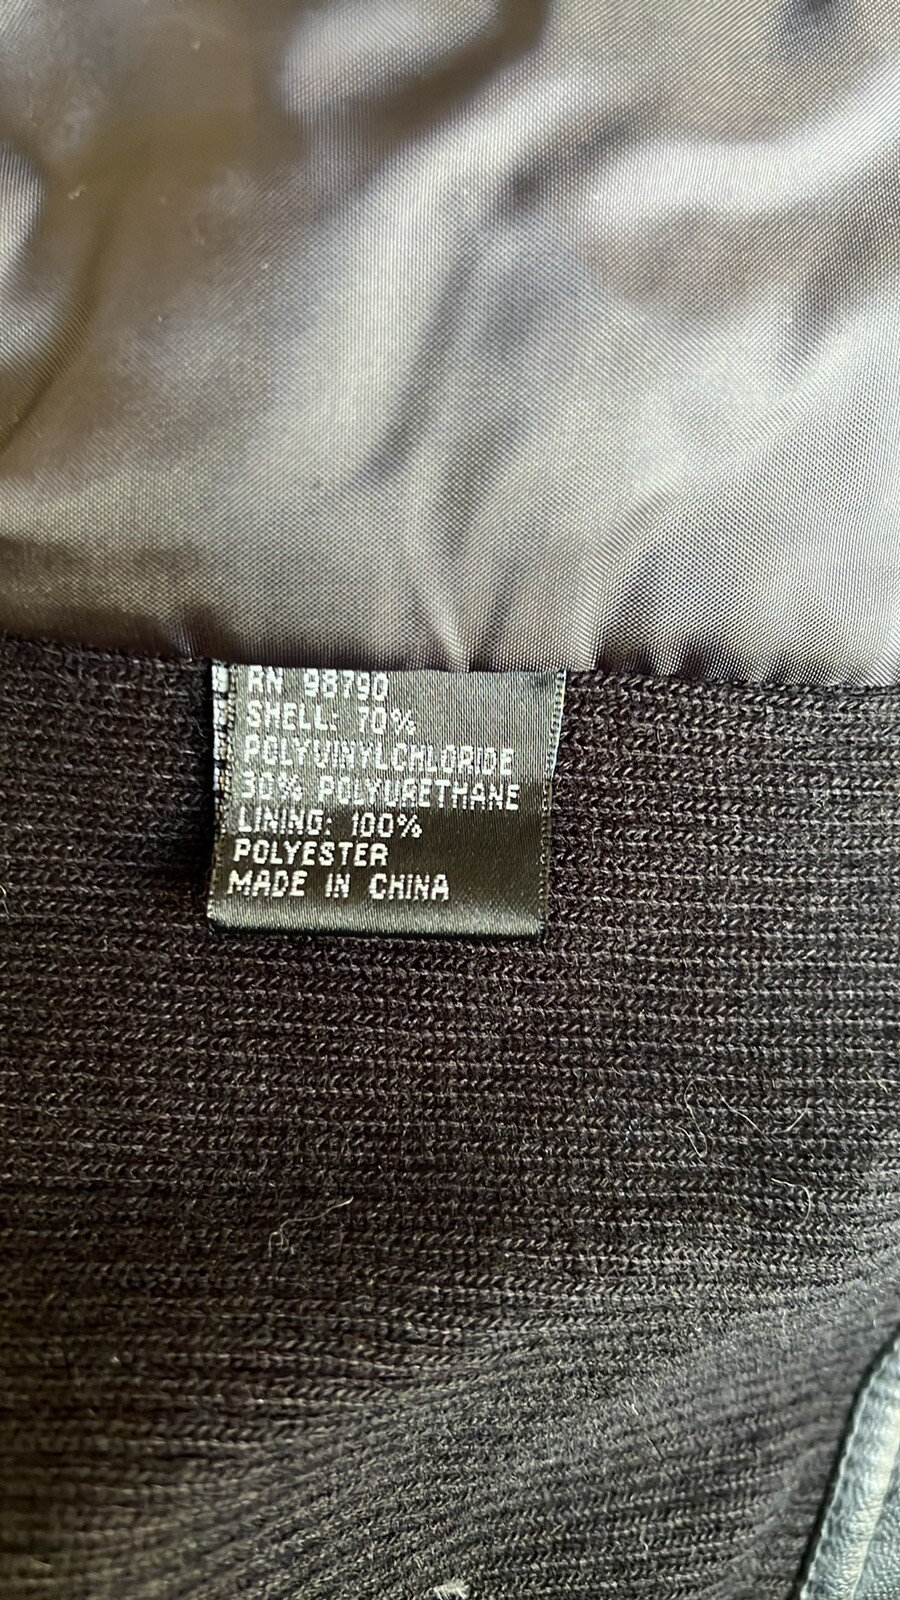 RN 98790
SHELL: 70%
POLYVINYLCHLORIDE
30% POLYURETHANE
LINING: 100%
POLYESTER
MADE IN CHINA